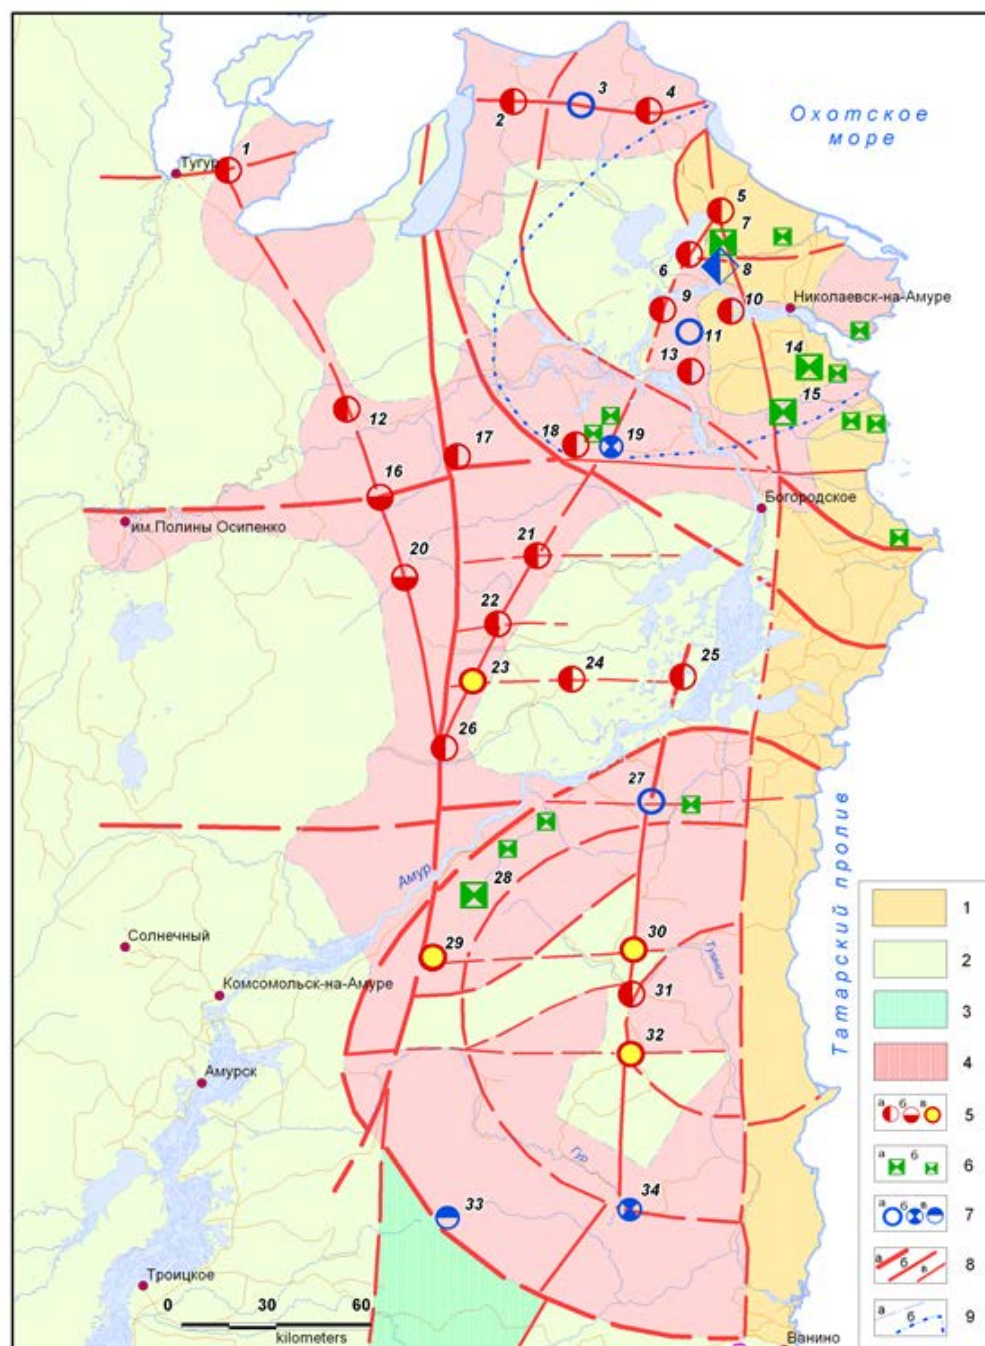 Охотское
море
3
4
2
1
Тугур
5
7
6
8
9
10
Николаевск-на-Амуре
11
13
14
15
12
17
18
19
16
Богородское
им.Полины Осипенко
21
20
22
23
24
25
26
27
Татарский пролив
Амур
28
Солнечный
29
30
Тумнин
Комсомольск-на-Амуре
31
32
Амурск
Гур
33
34
Троицкое
0 30 60
kilometers
Ванино
1
2
3
4
а б в 5
а б 6
а б в 7
а б в 8
а б 9